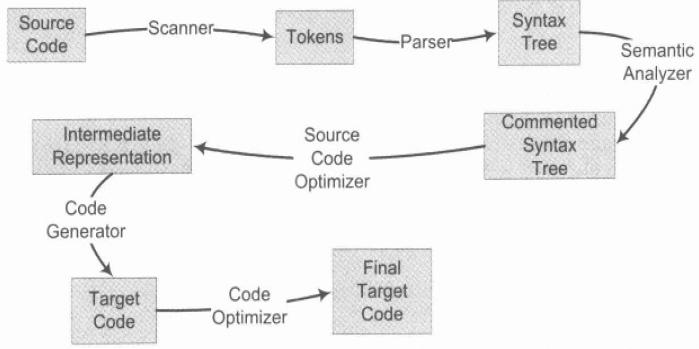 Source
Code
Scanner
Tokens
Parser
Syntax
Tree
Semantic
Analyzer
Commented
Syntax
Tree
Source
Code
Optimizer
Intermediate
Representation
Code
Generator
Target
Code
Code
Optimizer
Final
Target
Code